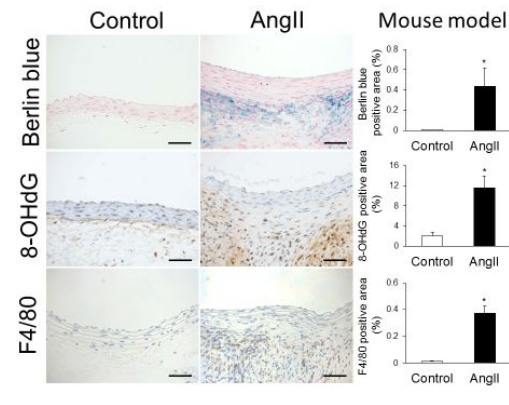 Control AngII Mouse model
Berlin blue
Berlin blue
positive area (%)
0.8
0.6
0.4
0.2
0
*
Control AngII
8-OHdG
8-OHdG positive area
(%)
16
12
8
4
0
*
Control AngII
F4/80
F4/80 positive area
(%)
0.6
0.4
0.2
0
*
Control AngII